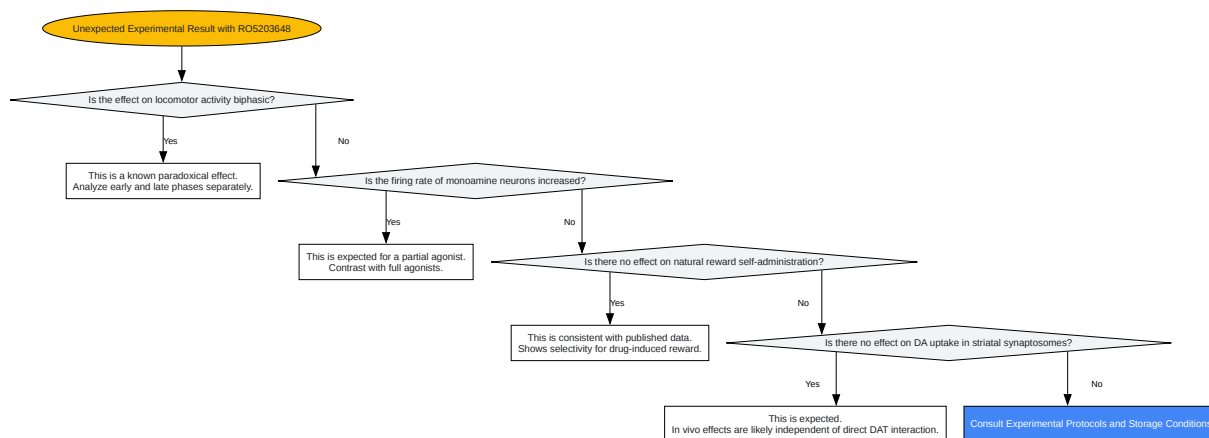 Unexpected Experimental Result with RO5203648
Is the effect on locomotor activity biphasic?
Yes
No
This is a known paradoxical effect.
Analyze early and late phases separately.
Is the firing rate of monoamine neurons increased?
Yes
No
This is expected for a partial agonist.
Contrast with full agonists.
Is there no effect on natural reward self-administration?
Yes
No
This is consistent with published data.
Shows selectivity for drug-induced reward.
Is there no effect on DA uptake in striatal synaptosomes?
Yes
No
This is expected.
In vivo effects are likely independent of direct DAT interaction.
Consult Experimental Protocols and Storage Conditions